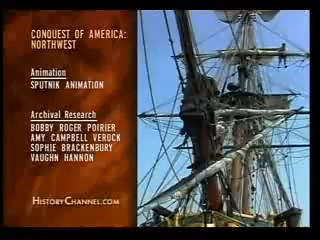 CONQUEST OF AMERICA:
NORTHWEST
Animation
SPUTNIK ANIMATION
Archival Research
BOBBY ROGER POIRIER
AMY CAMPBELL VEROCK
SOPHIE BRACKENBURY
VAUGHN HANNON
HISTORYCHANNEL.COM